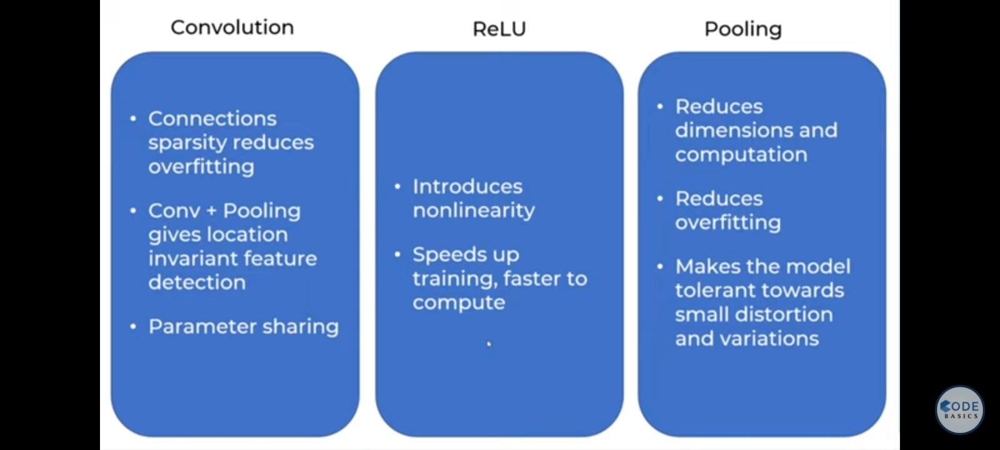 Convolution
• Connections
sparsity reduces
overfitting
• Conv + Pooling
gives location
invariant feature
detection
• Parameter sharing
ReLU
• Introduces
nonlinearity
• Speeds up
training, faster to
compute
Pooling
• Reduces
dimensions and
computation
• Reduces
overfitting
• Makes the model
tolerant towards
small distortion
and variations
CODE
BASICS